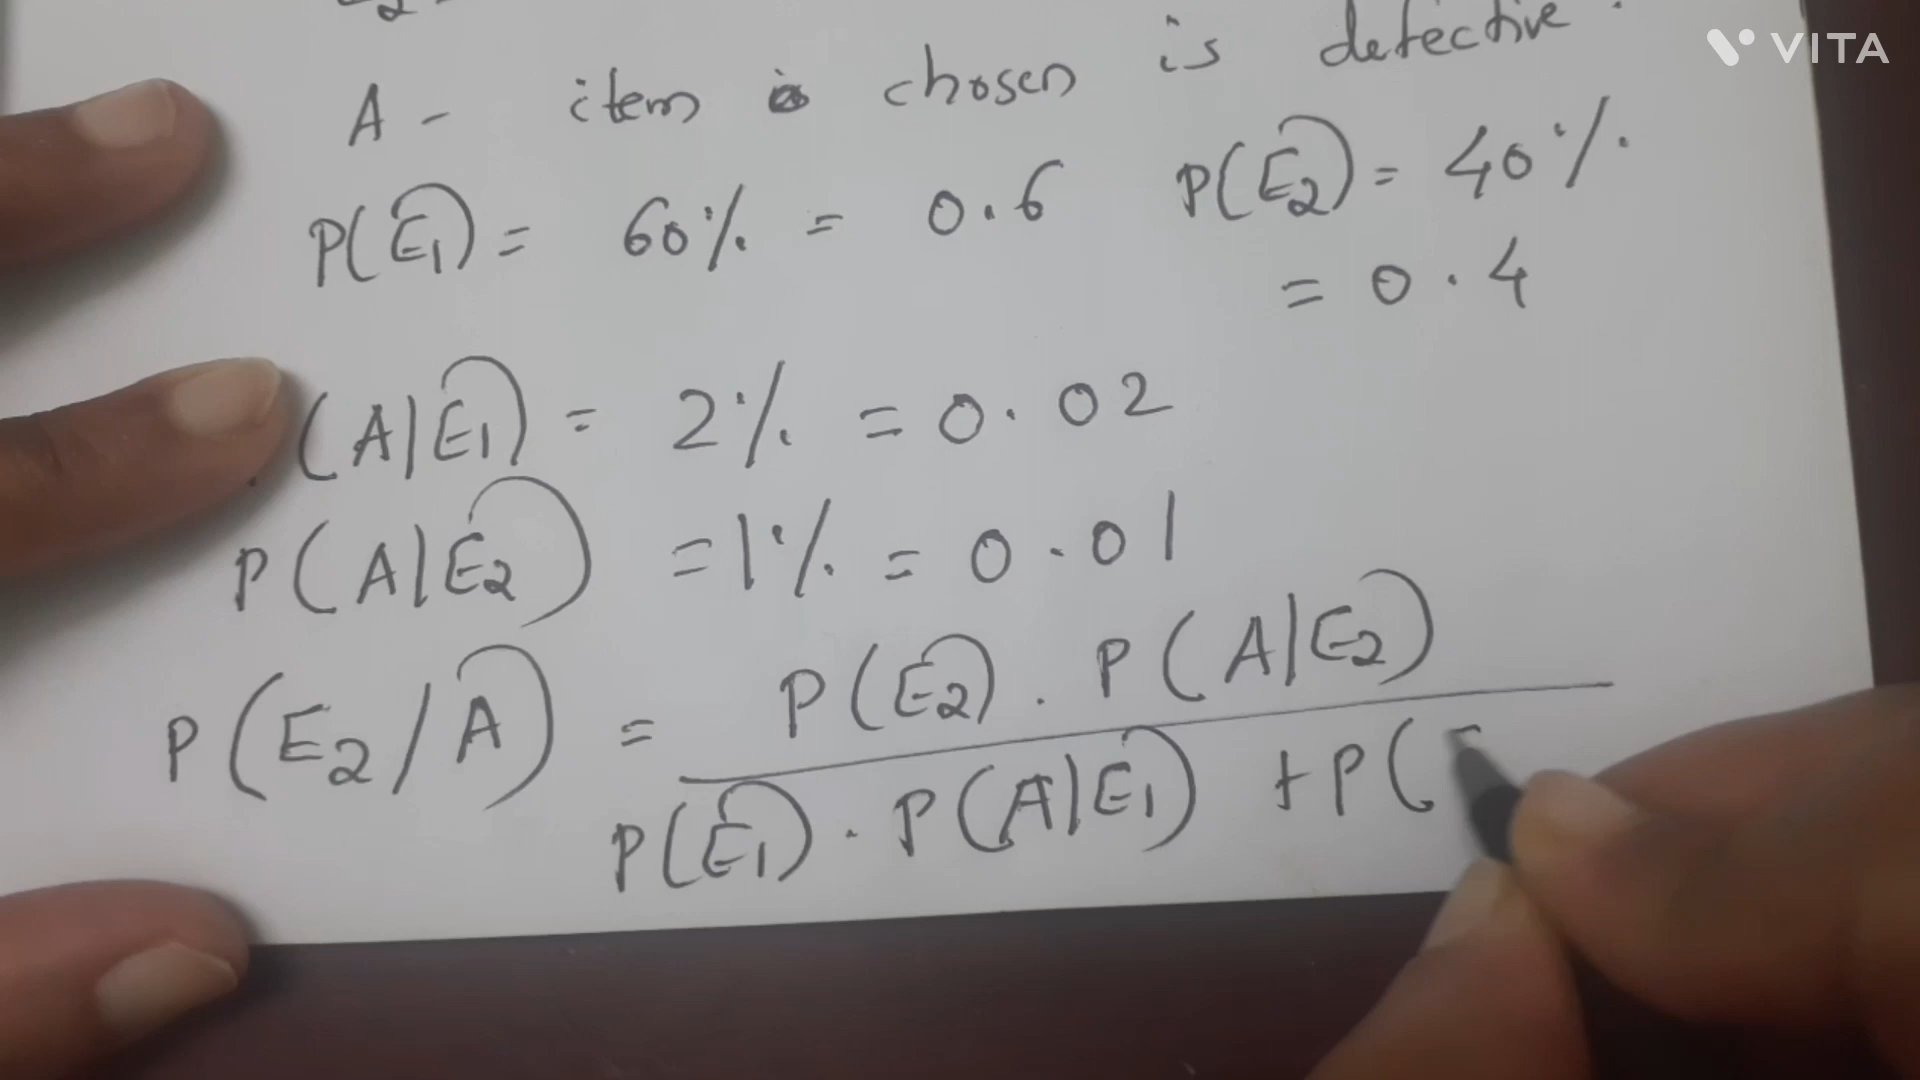 VITA
A - item chosen is defective.
P(E1) = 60% = 0.6 P(E2) = 40%
= 0.4
(A|E1) = 2% = 0.02
P(A|E2) = 1% = 0.01
P(E2/A) = P(E2) . P(A|E2)
P(E1) . P(A|E1) + P(